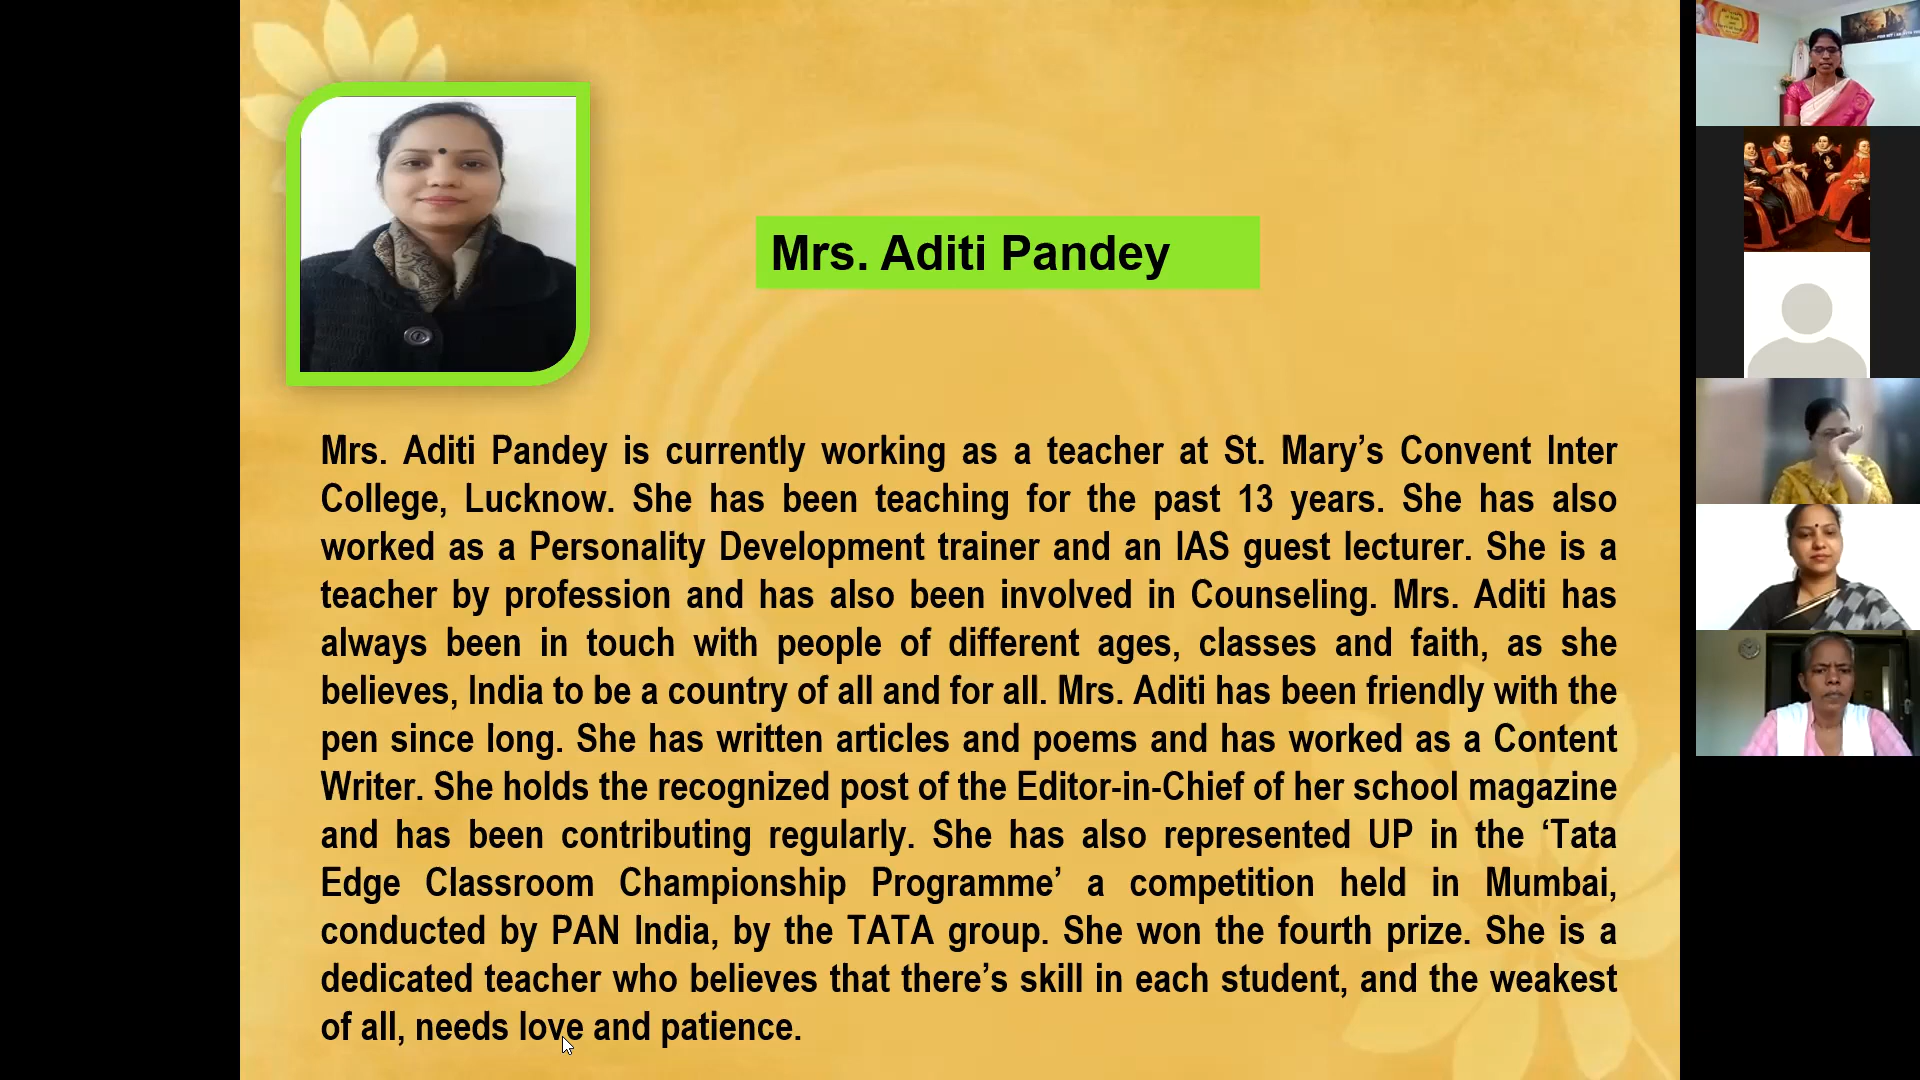 Mrs. Aditi Pandey
Mrs. Aditi Pandey is currently working as a teacher at St. Mary’s Convent Inter
College, Lucknow. She has been teaching for the past 13 years. She has also
worked as a Personality Development trainer and an IAS guest lecturer. She is a
teacher by profession and has also been involved in Counseling. Mrs. Aditi has
always been in touch with people of different ages, classes and faith, as she
believes, India to be a country of all and for all. Mrs. Aditi has been friendly with the
pen since long. She has written articles and poems and has worked as a Content
Writer. She holds the recognized post of the Editor-in-Chief of her school magazine
and has been contributing regularly. She has also represented UP in the ‘Tata
Edge Classroom Championship Programme’ a competition held in Mumbai,
conducted by PAN India, by the TATA group. She won the fourth prize. She is a
dedicated teacher who believes that there’s skill in each student, and the weakest
of all, needs love and patience.